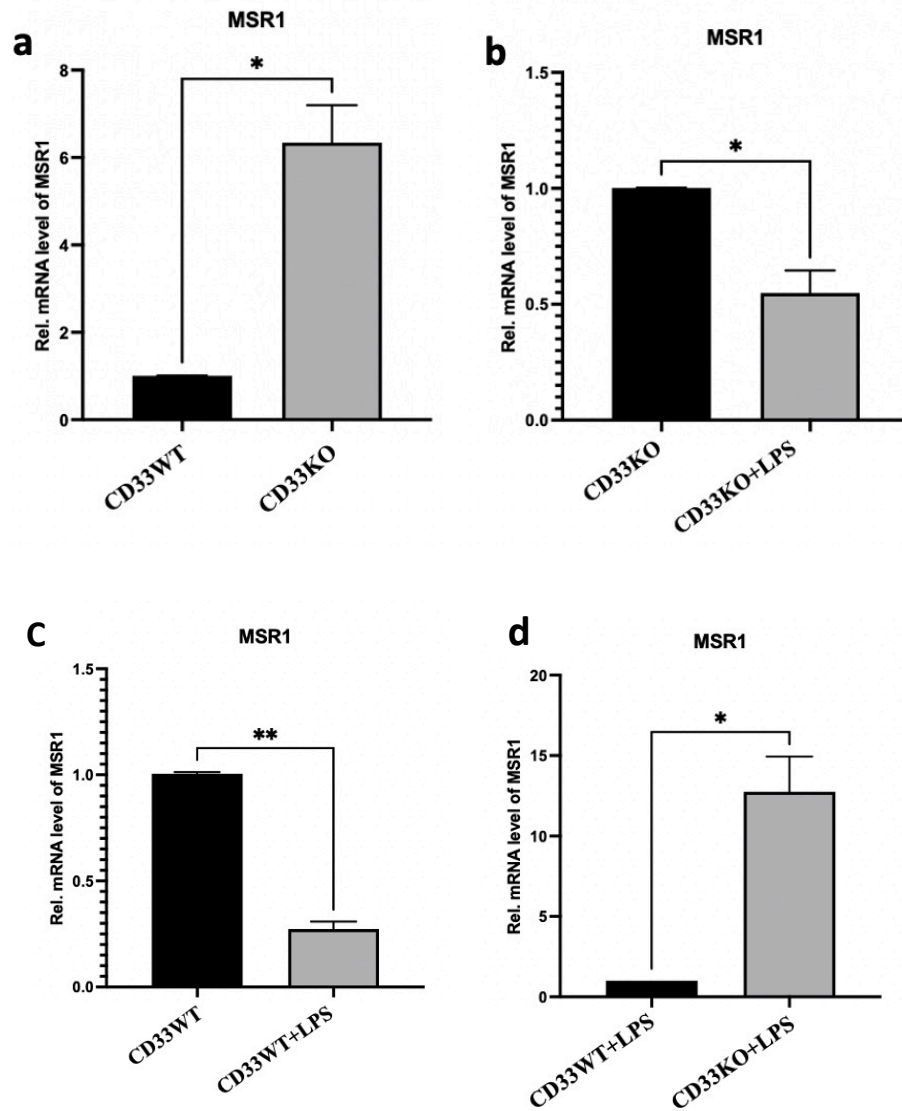 a
MSR1
*
Rel. mRNA level of MSR1
8
6
4
2
0
CD33WT
CD33KO
b
MSR1
*
Rel. mRNA level of MSR1
1.5
1.0
0.5
0.0
CD33KO
CD33KO+LPS
C
MSR1
**
Rel. mRNA level of MSR1
1.5
1.0
0.5
0.0
CD33WT
CD33WT+LPS
d
MSR1
*
Rel. mRNA level of MSR1
20
15
10
5
0
CD33WT+LPS
CD33KO+LPS